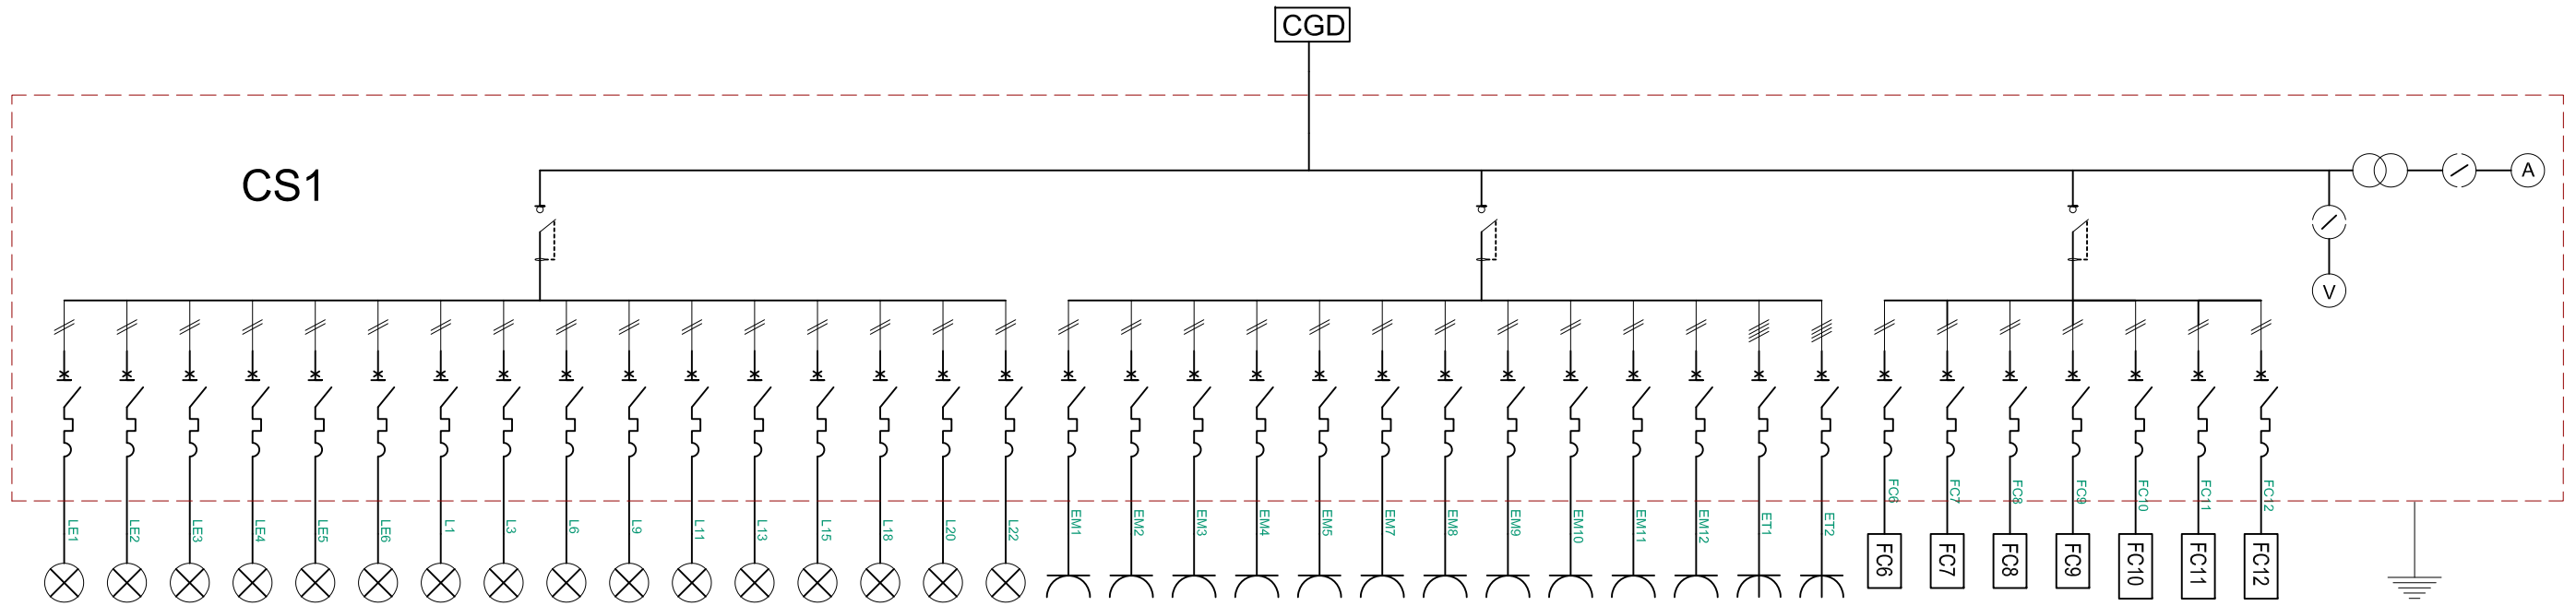 CGD
CS1
A
V
LE1
LE2
LE3
LE4
LE5
LE6
L1
L3
L6
L9
L11
L13
L15
L18
L20
L22
EM1
EM2
EM3
EM4
EM5
EM7
EM8
EM9
EM10
EM11
EM12
ET1
ET2
FC6
FC7
FC8
FC9
FC10
FC11
FC12
FC6
FC7
FC8
FC9
FC10
FC11
FC12